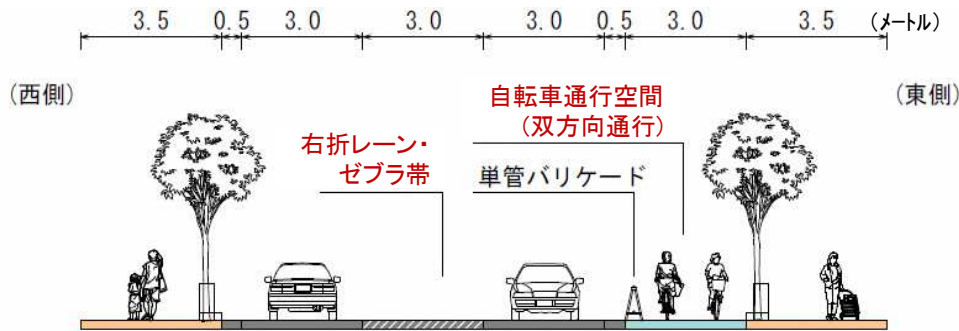 3.5 0.5 3.0 3.0 3.0 0.5 3.0 3.5 (メートル)
(西側)
(東側)
自転車通行空間
(双方向通行)
右折レーン・
ゼブラ帯
単管バリケード